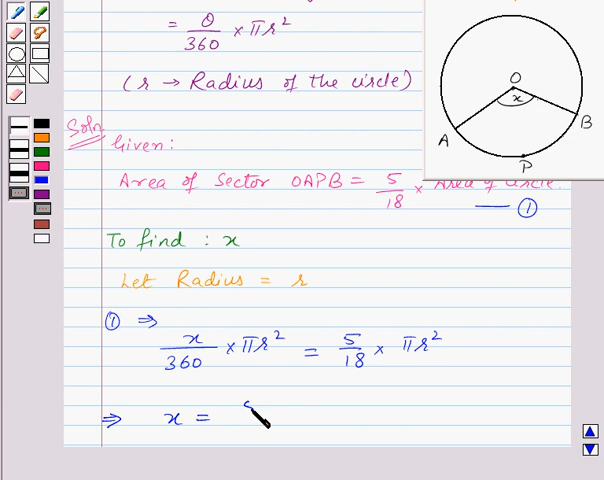 = θ/360 × πr²
(r → Radius of the circle)
Soln
Given:
Area of Sector OAPB = 5/18 × Area of circle. — ①
To find : x
Let Radius = r
① ⇒
x/360 × πr² = 5/18 × πr²
⇒ x =
O
x
A
B
P